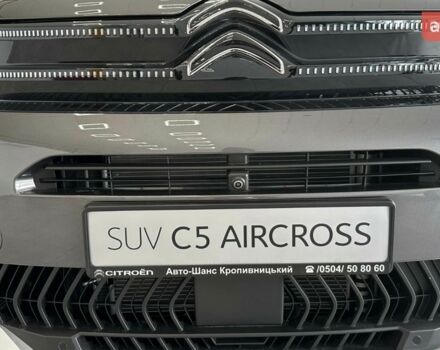 SUV C5 AIRCROSS
CITROËN Авто-Шанс Кропивницький ☎/0504/ 50 80 60